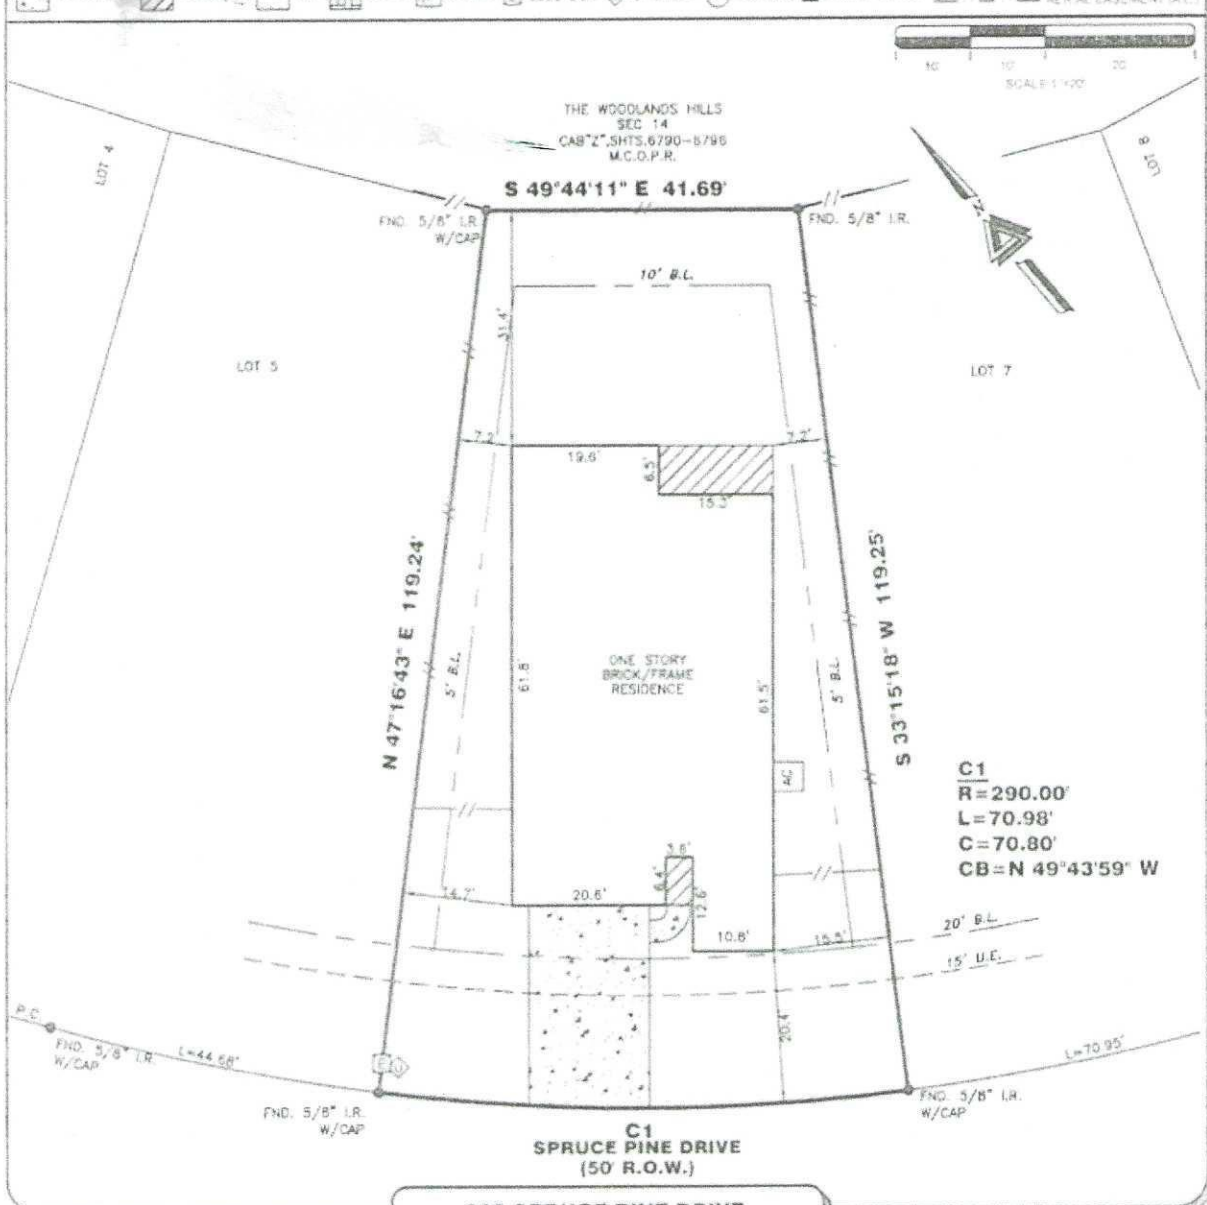 10'
10'
20'
THE WOODLANDS HILLS
SEC 14
CAB"Z",SHTS.6790-6796
M.C.O.P.R.
LOT 4
LOT 8
S 49°44'11" E 41.69'
FND. 5/8" I.R.
W/CAP
FND. 5/8" I.R.
N
10' B.L.
31.4'
LOT 5
LOT 7
7.2'
19.6'
6.5'
15.3'
7.2'
N 47°16'43" E 119.24'
S 33°15'18" W 119.25'
5' B.L.
61.8'
ONE STORY
BRICK/FRAME
RESIDENCE
61.5'
5' B.L.
AC
C1
R=290.00'
L=70.98'
C=70.80'
CB=N 49°43'59" W
3.8'
6.4'
12.6'
14.7'
20.6'
10.8'
15.5'
20' B.L.
15' U.E.
20.4'
P.C.
FND. 5/8" I.R.
W/CAP
L=44.68'
E
U
L=70.95'
FND. 5/8" I.R.
W/CAP
FND. 5/8" I.R.
W/CAP
C1
SPRUCE PINE DRIVE
(50' R.O.W.)
SPRUCE PINE DRIVE